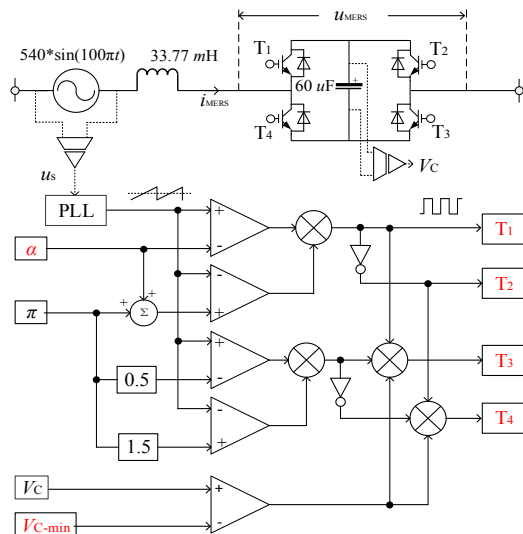 u_MERS
540*sin(100πt)
33.77 mH
T1
T2
60 uF
+
i_MERS
T4
T3
V_C
u_S
PLL
+
T1
α
-
-
T2
+
+
π
Σ
+
+
T3
0.5
-
-
T4
1.5
+
V_C
+
V_C-min
-